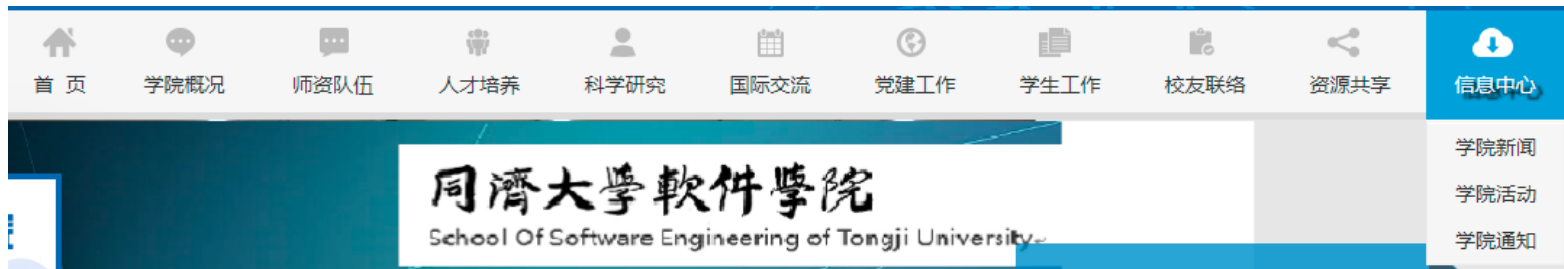 首 页 学院概况 师资队伍 人才培养 科学研究 国际交流 党建工作 学生工作 校友联络 资源共享 信息中心
同濟大學軟件學院
School Of Software Engineering of Tongji University
学院新闻
学院活动
学院通知